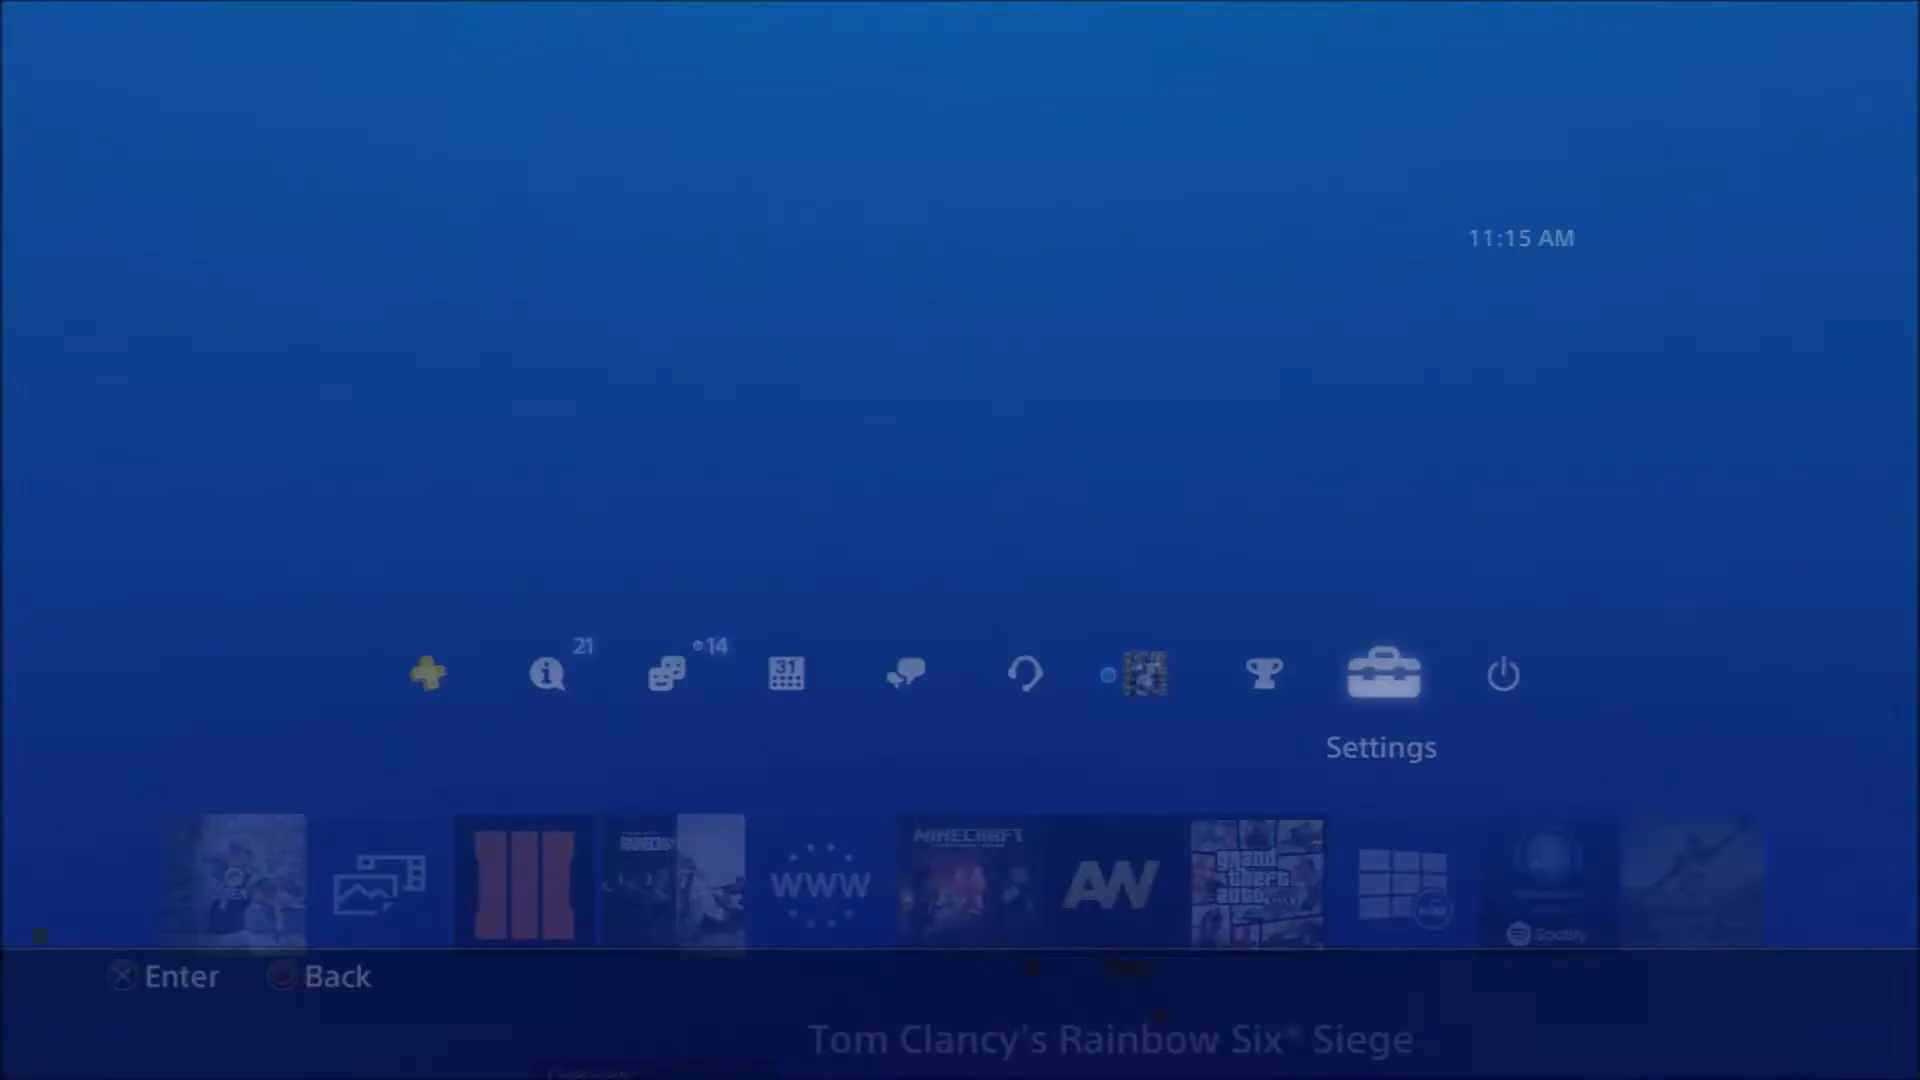 11:15 AM
21
14
31
Settings
MINECRAFT
WWW
AW
grand
theft
auto
Spotify
Enter
Back
Tom Clancy's Rainbow Six® Siege